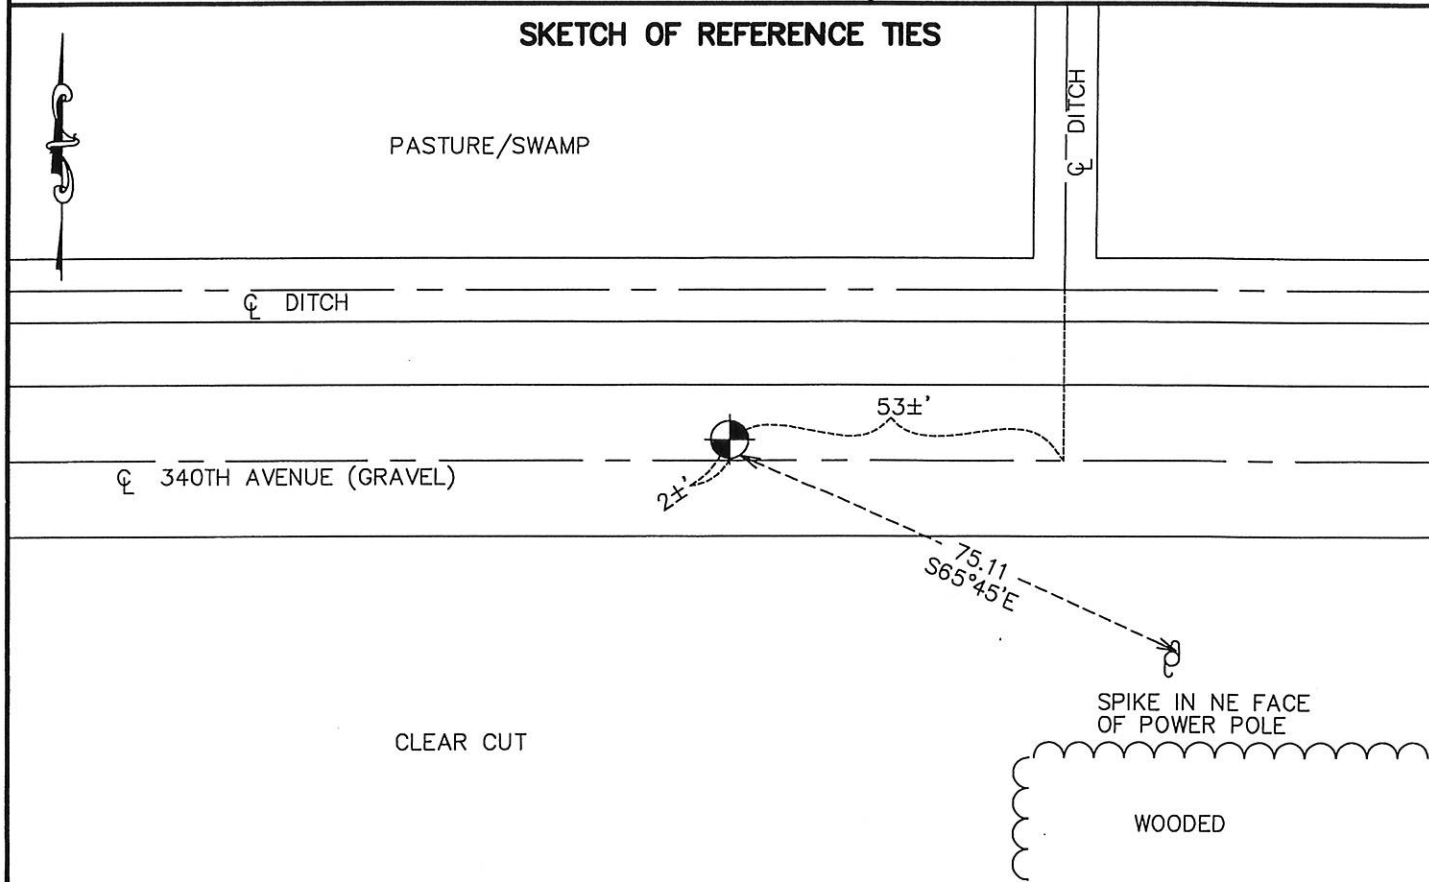 SKETCH OF REFERENCE TIES
℄ DITCH
PASTURE/SWAMP
℄ DITCH
53±'
℄ 340TH AVENUE (GRAVEL)
2±'
75.11
S65°45'E
SPIKE IN NE FACE
OF POWER POLE
CLEAR CUT
WOODED